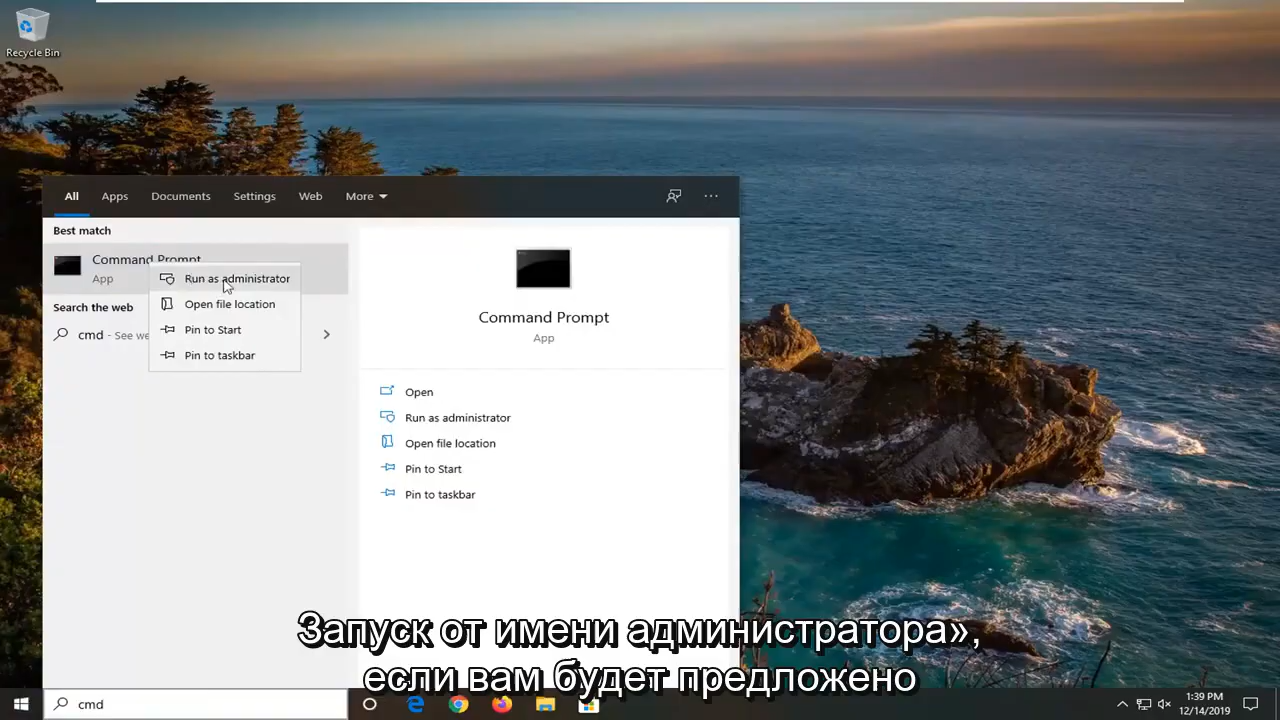 Recycle Bin
All Apps Documents Settings Web More
Best match
Command Prompt
App
Search the web
cmd - See we
Run as administrator
Open file location
Pin to Start
Pin to taskbar
Command Prompt
App
Open
Run as administrator
Open file location
Pin to Start
Pin to taskbar
Запуск от имени администратора»,
если вам будет предложено
cmd
1:39 PM
12/14/2019